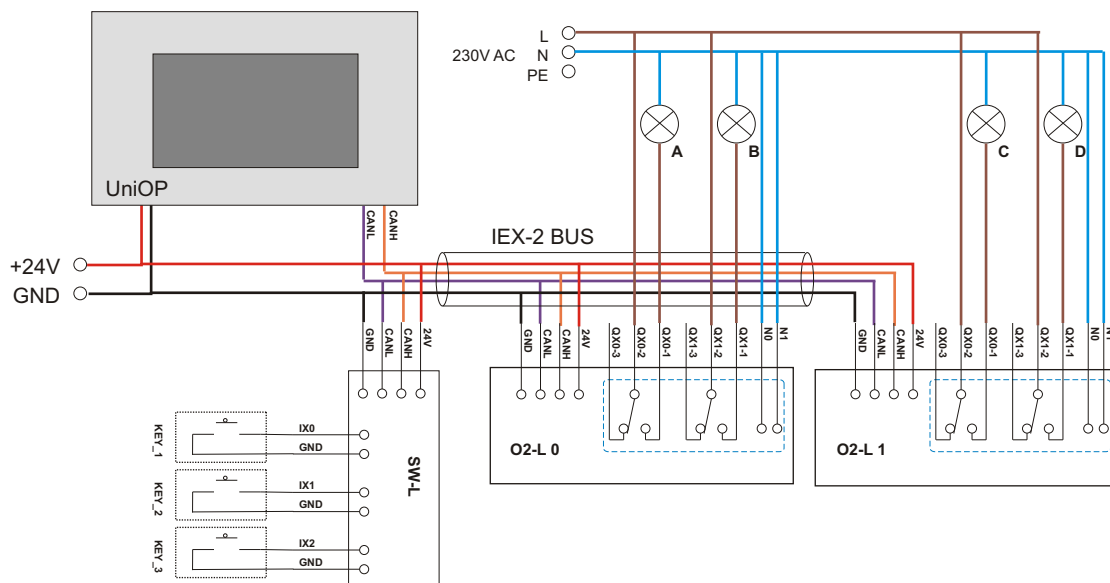 L
230V AC N
PE
A
B
C
D
UniOP
CANL
CANH
IEX-2 BUS
+24V
GND
GND
CANL
CANH
24V
GND
CANL
CANH
24V
QX0-3
QX0-2
QX0-1
QX1-3
QX1-2
QX1-1
N0
N1
GND
CANL
CANH
24V
QX0-3
QX0-2
QX0-1
QX1-3
QX1-2
QX1-1
N0
N1
KEY_1
IX0
GND
KEY_2
IX1
GND
KEY_3
IX2
GND
SW-L
O2-L 0
O2-L 1